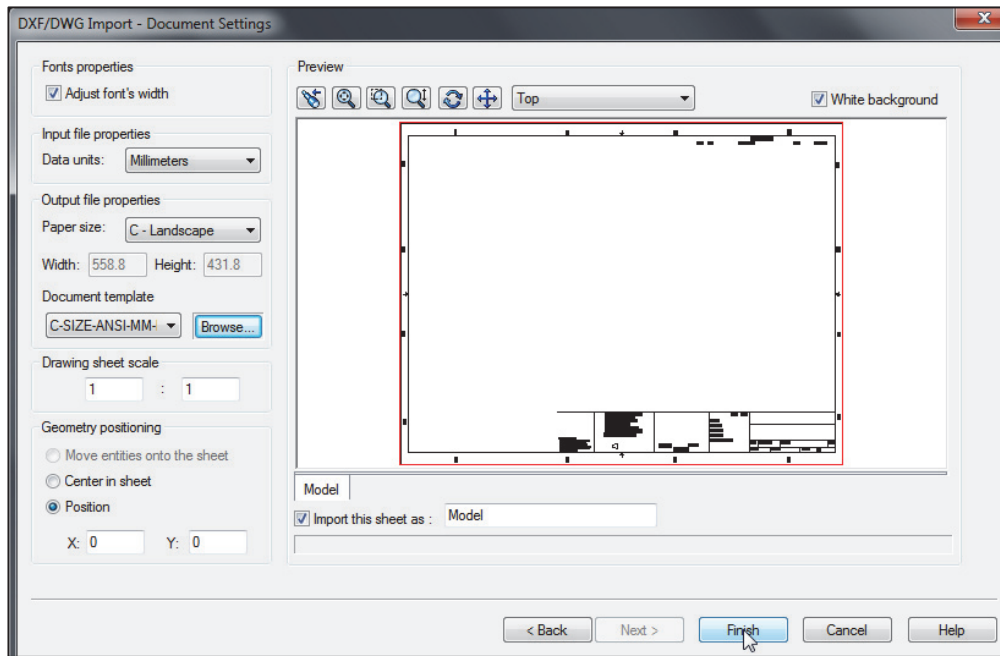 DXF/DWG Import - Document Settings
Fonts properties
Adjust font's width
Input file properties
Data units: Millimeters
Output file properties
Paper size: C - Landscape
Width: 558.8 Height: 431.8
Document template
C-SIZE-ANSI-MM- Browse...
Drawing sheet scale
1 : 1
Geometry positioning
Move entities onto the sheet
Center in sheet
Position
X: 0 Y: 0
Preview
Top White background
Model
Import this sheet as : Model
< Back Next > Finish Cancel Help